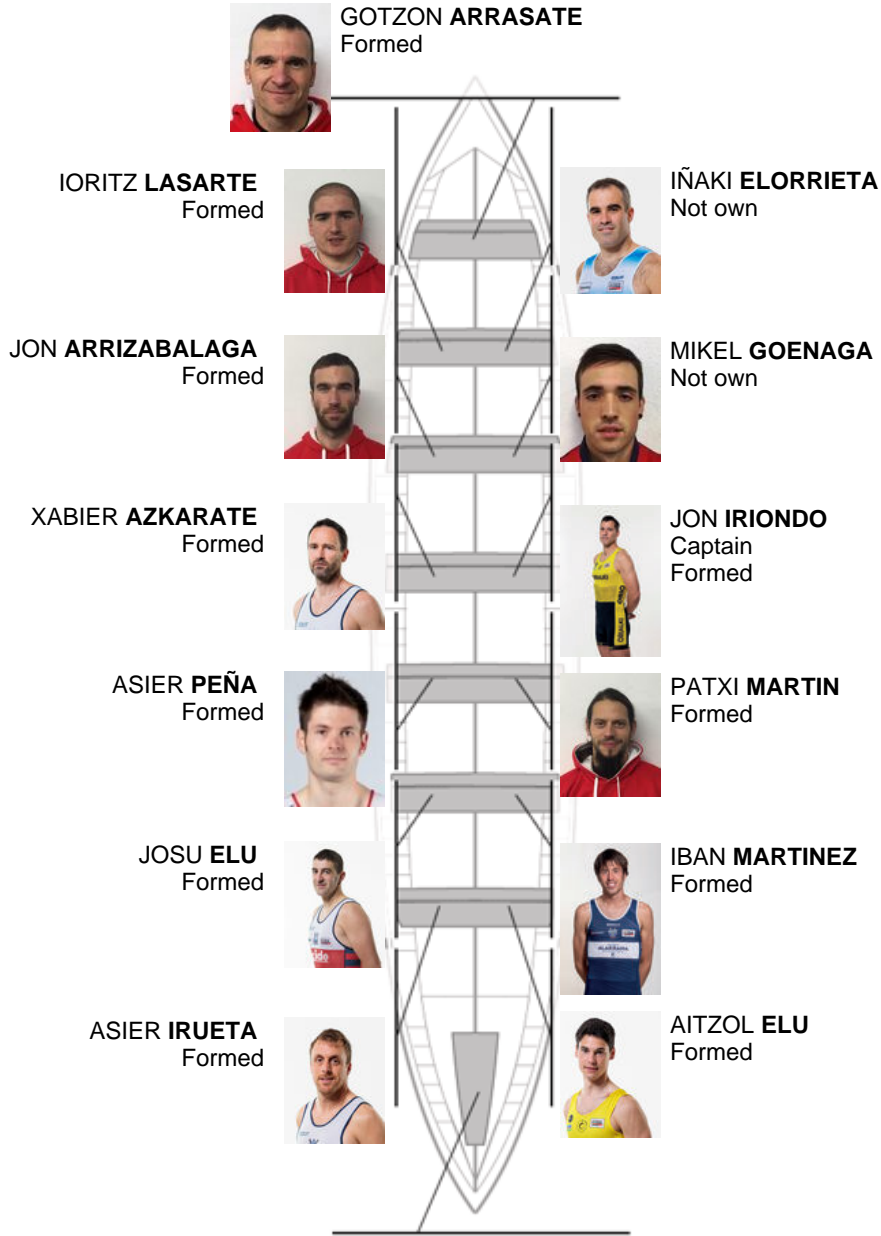 GOTZON ARRASATE
Formed
IORITZ LASARTE
Formed
IÑAKI ELORRIETA
Not own
JON ARRIZABALAGA
Formed
MIKEL GOENAGA
Not own
XABIER AZKARATE
Formed
JON IRIONDO
Captain
Formed
ASIER PEÑA
Formed
PATXI MARTIN
Formed
JOSU ELU
Formed
IBAN MARTINEZ
Formed
ASIER IRUETA
Formed
AITZOL ELU
Formed